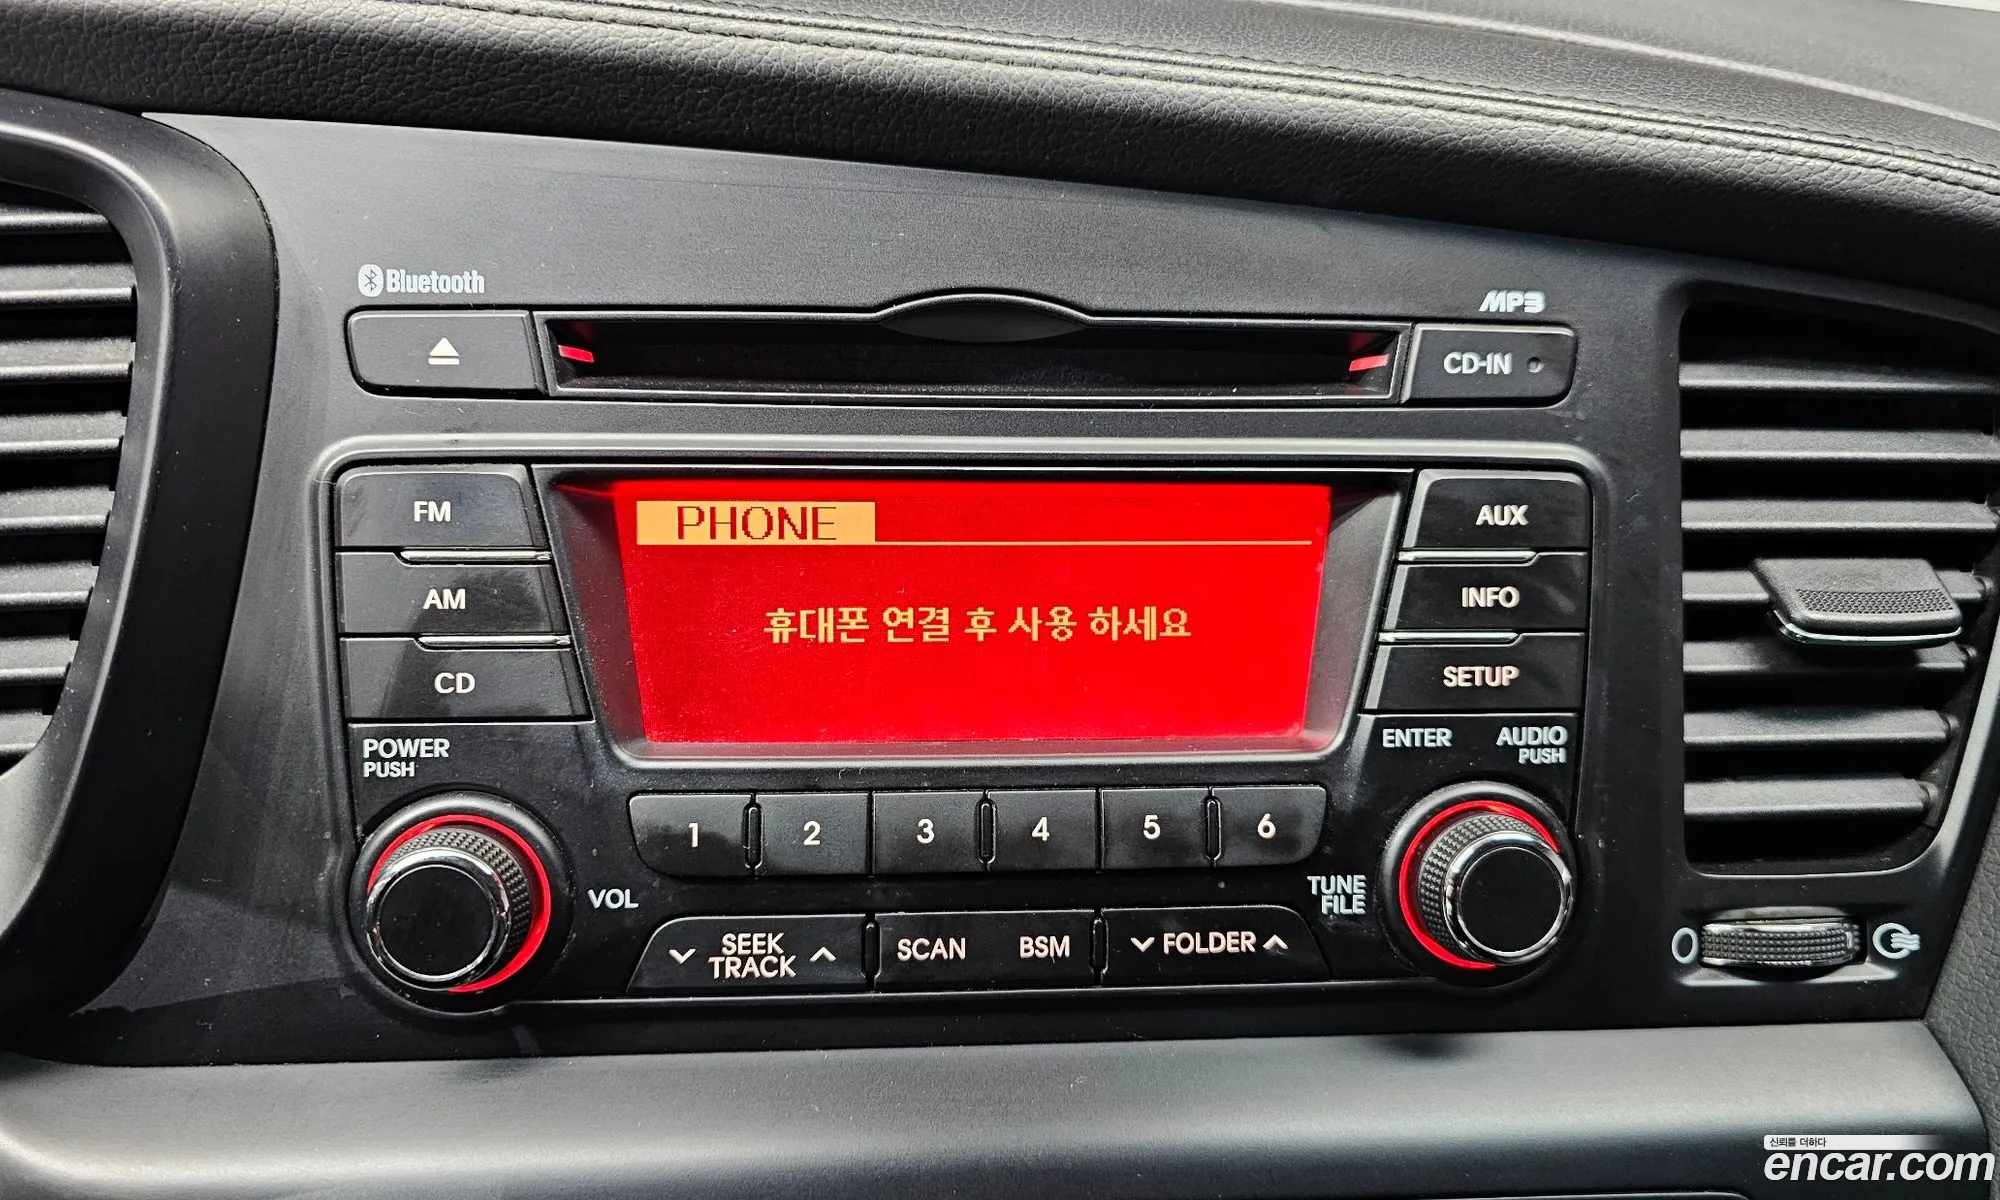 Bluetooth
MP3
CD-IN
FM
AM
CD
PHONE
휴대폰 연결 후 사용 하세요
AUX
INFO
SETUP
POWER
PUSH
ENTER
AUDIO
PUSH
1 2 3 4 5 6
VOL
TUNE
FILE
SEEK
TRACK
SCAN
BSM
FOLDER
신뢰를 더하다
encar.com